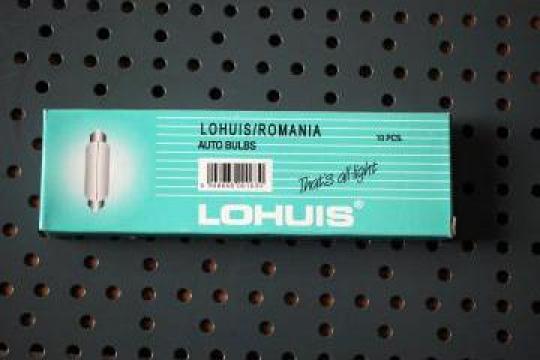 LOHUIS/ROMANIA
AUTO BULBS
10 PCS.
That's all light
LOHUIS®